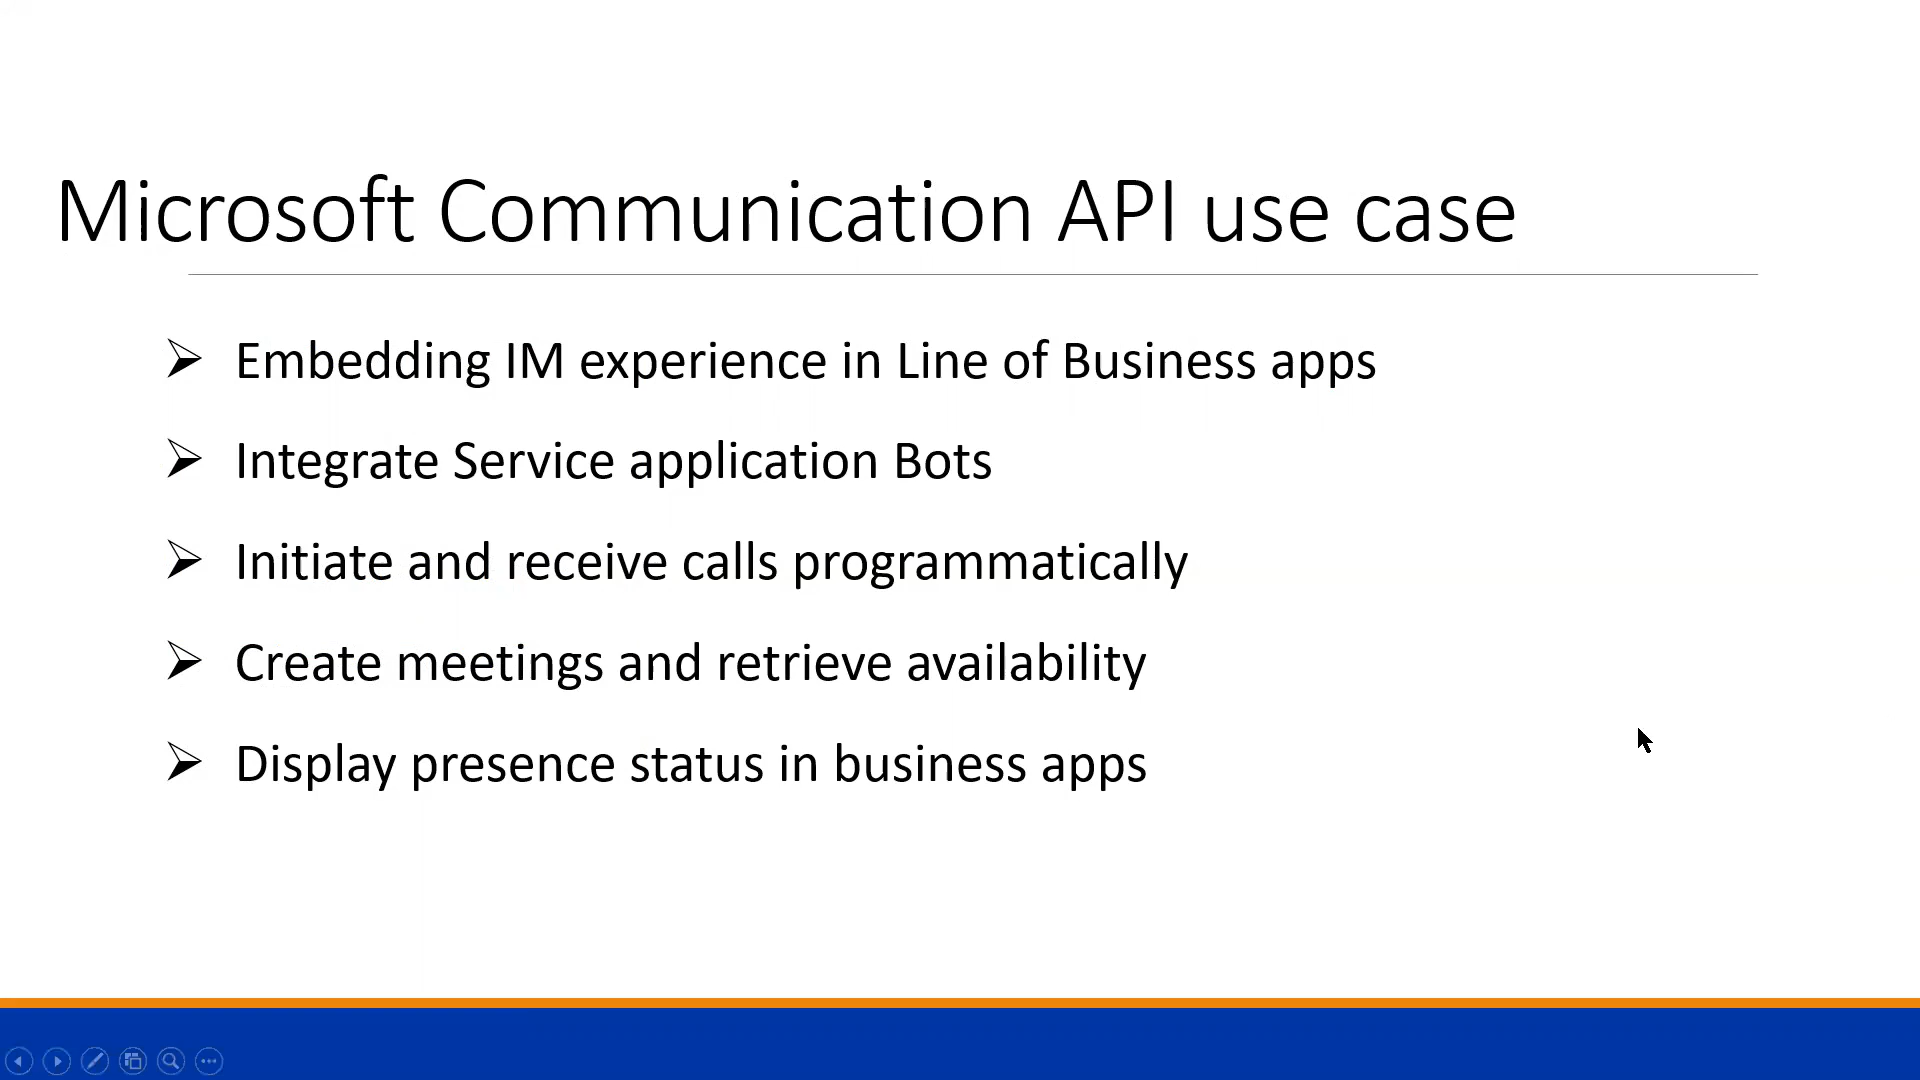 Microsoft Communication API use case
Embedding IM experience in Line of Business apps
Integrate Service application Bots
Initiate and receive calls programmatically
Create meetings and retrieve availability
Display presence status in business apps